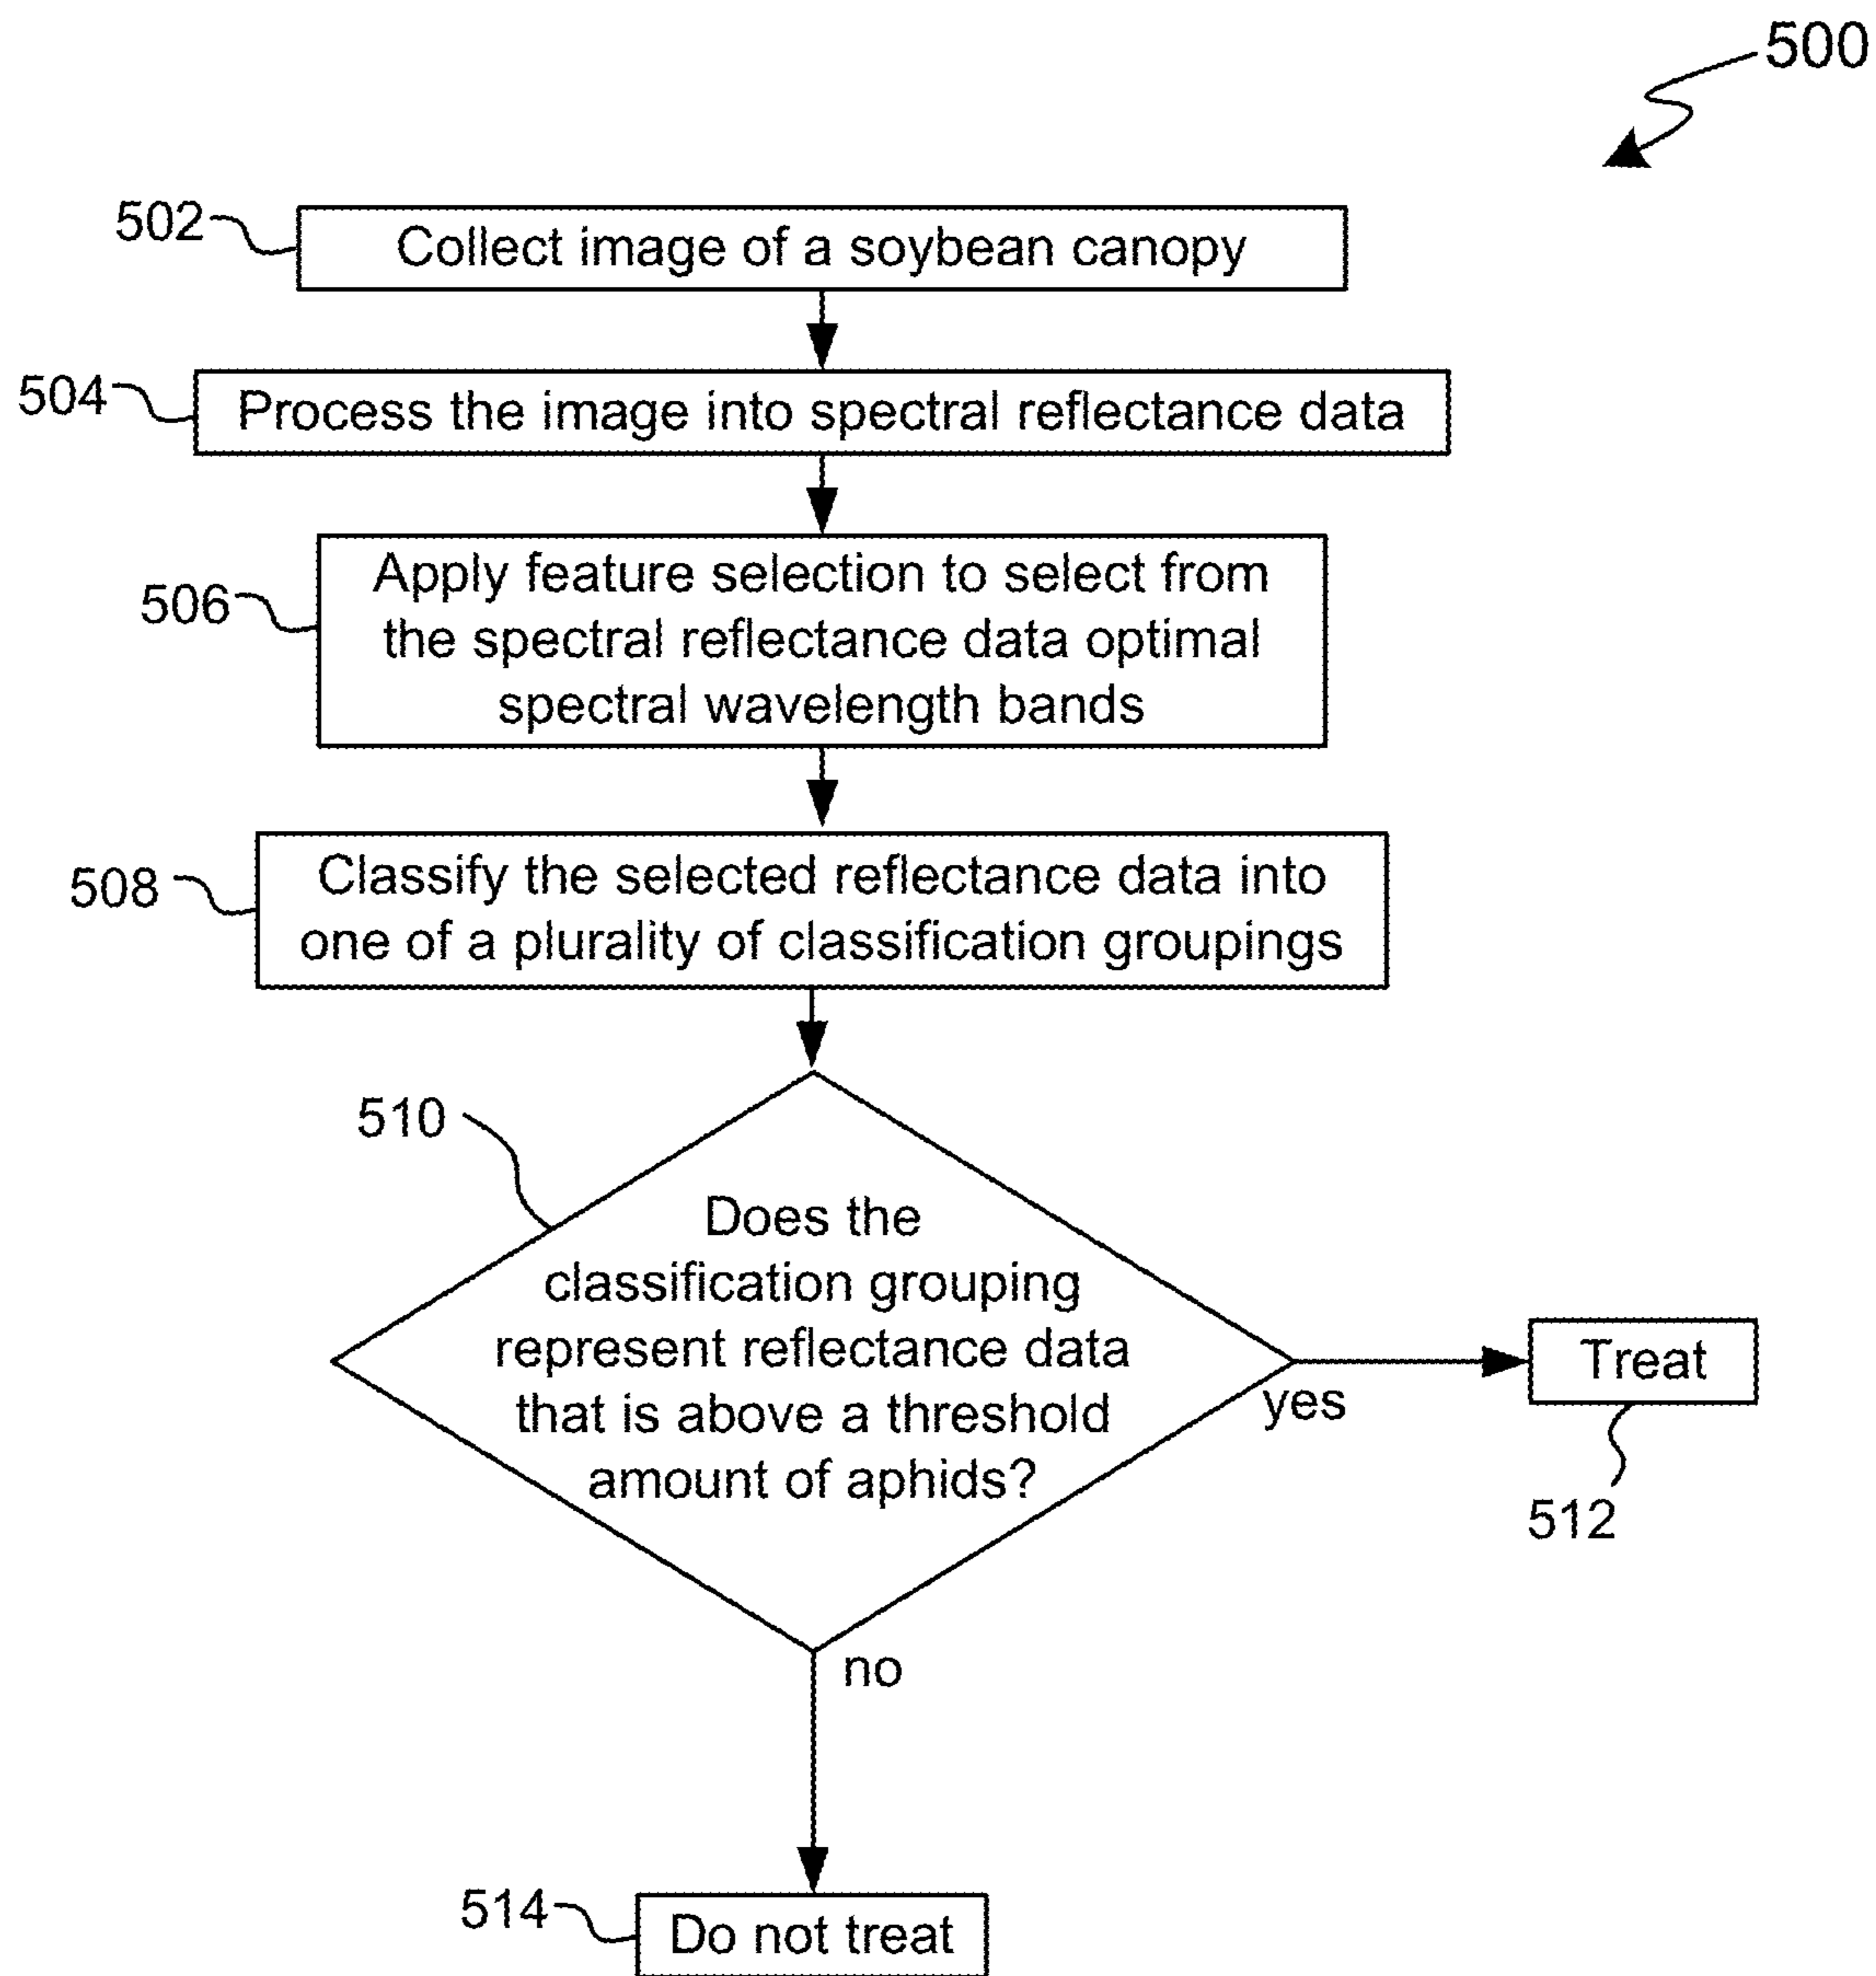 500
502
Collect image of a soybean canopy
504
Process the image into spectral reflectance data
506
Apply feature selection to select from
the spectral reflectance data optimal
spectral wavelength bands
508
Classify the selected reflectance data into
one of a plurality of classification groupings
510
Does the
classification grouping
represent reflectance data
that is above a threshold
amount of aphids?
yes
Treat
512
no
514
Do not treat